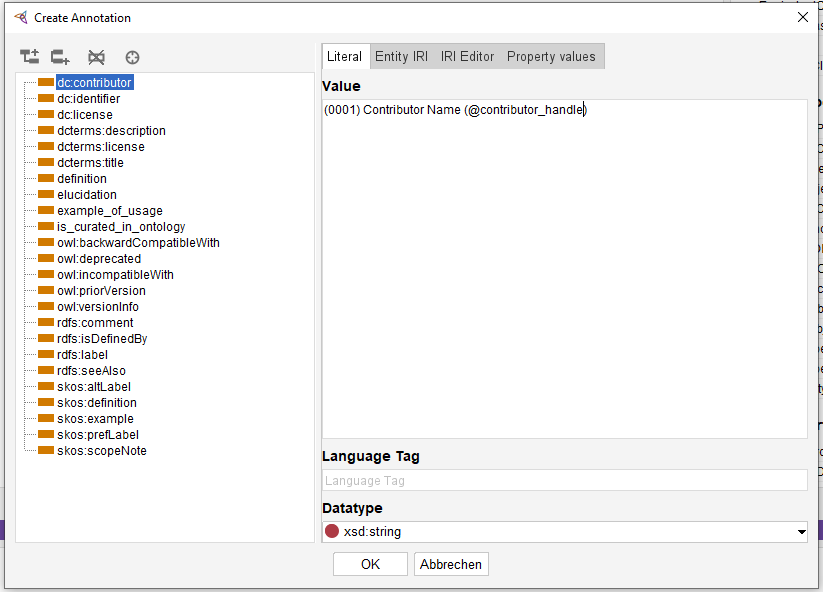 Create Annotation
dc:contributor
dc:identifier
dc:license
dcterms:description
dcterms:license
dcterms:title
definition
elucidation
example_of_usage
is_curated_in_ontology
owl:backwardCompatibleWith
owl:deprecated
owl:incompatibleWith
owl:priorVersion
owl:versionInfo
rdfs:comment
rdfs:isDefinedBy
rdfs:label
rdfs:seeAlso
skos:altLabel
skos:definition
skos:example
skos:prefLabel
skos:scopeNote
Literal Entity IRI IRI Editor Property values
Value
(0001) Contributor Name (@contributor_handle)
Language Tag
Language Tag
Datatype
xsd:string
OK Abbrechen